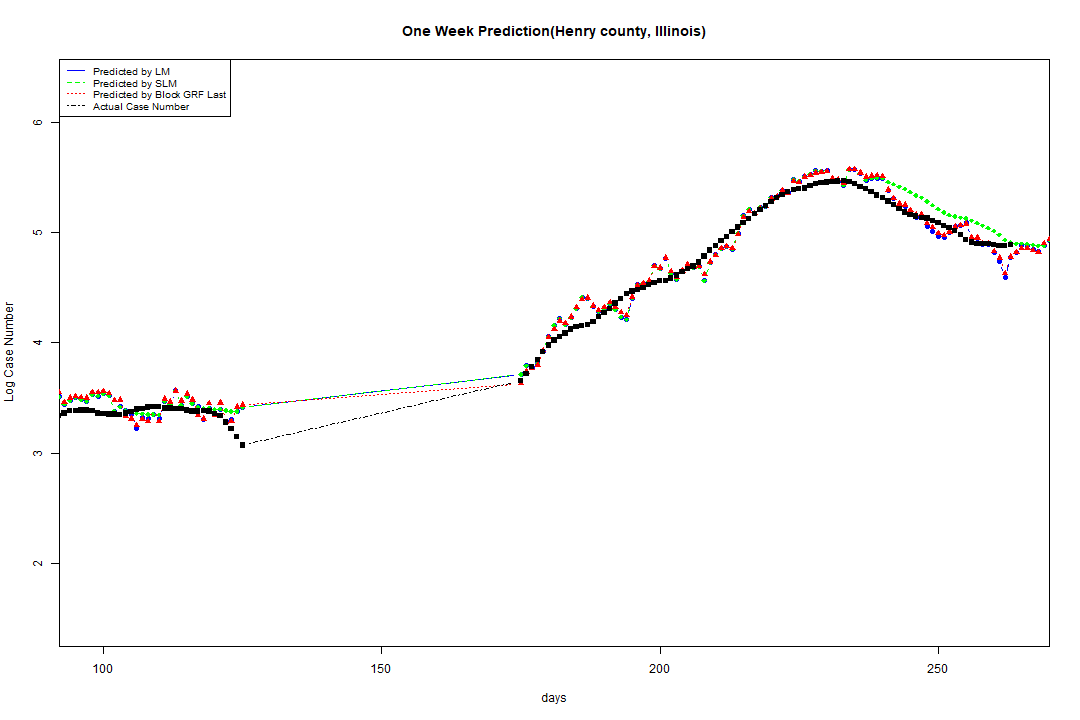 One Week Prediction(Henry county, Illinois)
Predicted by LM
Predicted by SLM
Predicted by Block GRF Last
Actual Case Number
6
5
4
3
2
Log Case Number
100 150 200 250
days